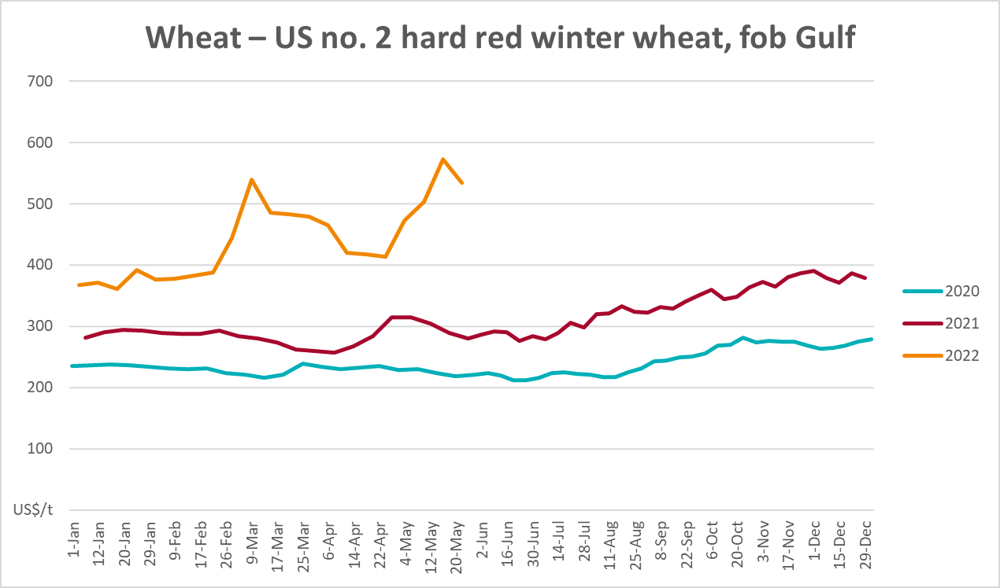 Wheat – US no. 2 hard red winter wheat, fob Gulf
700
600
500
400
300
200
100
US$/t
1-Jan
12-Jan
20-Jan
29-Jan
9-Feb
17-Feb
26-Feb
9-Mar
17-Mar
25-Mar
6-Apr
14-Apr
22-Apr
4-May
12-May
20-May
2-Jun
16-Jun
30-Jun
14-Jul
28-Jul
11-Aug
25-Aug
8-Sep
22-Sep
6-Oct
20-Oct
3-Nov
17-Nov
1-Dec
15-Dec
29-Dec
2020
2021
2022